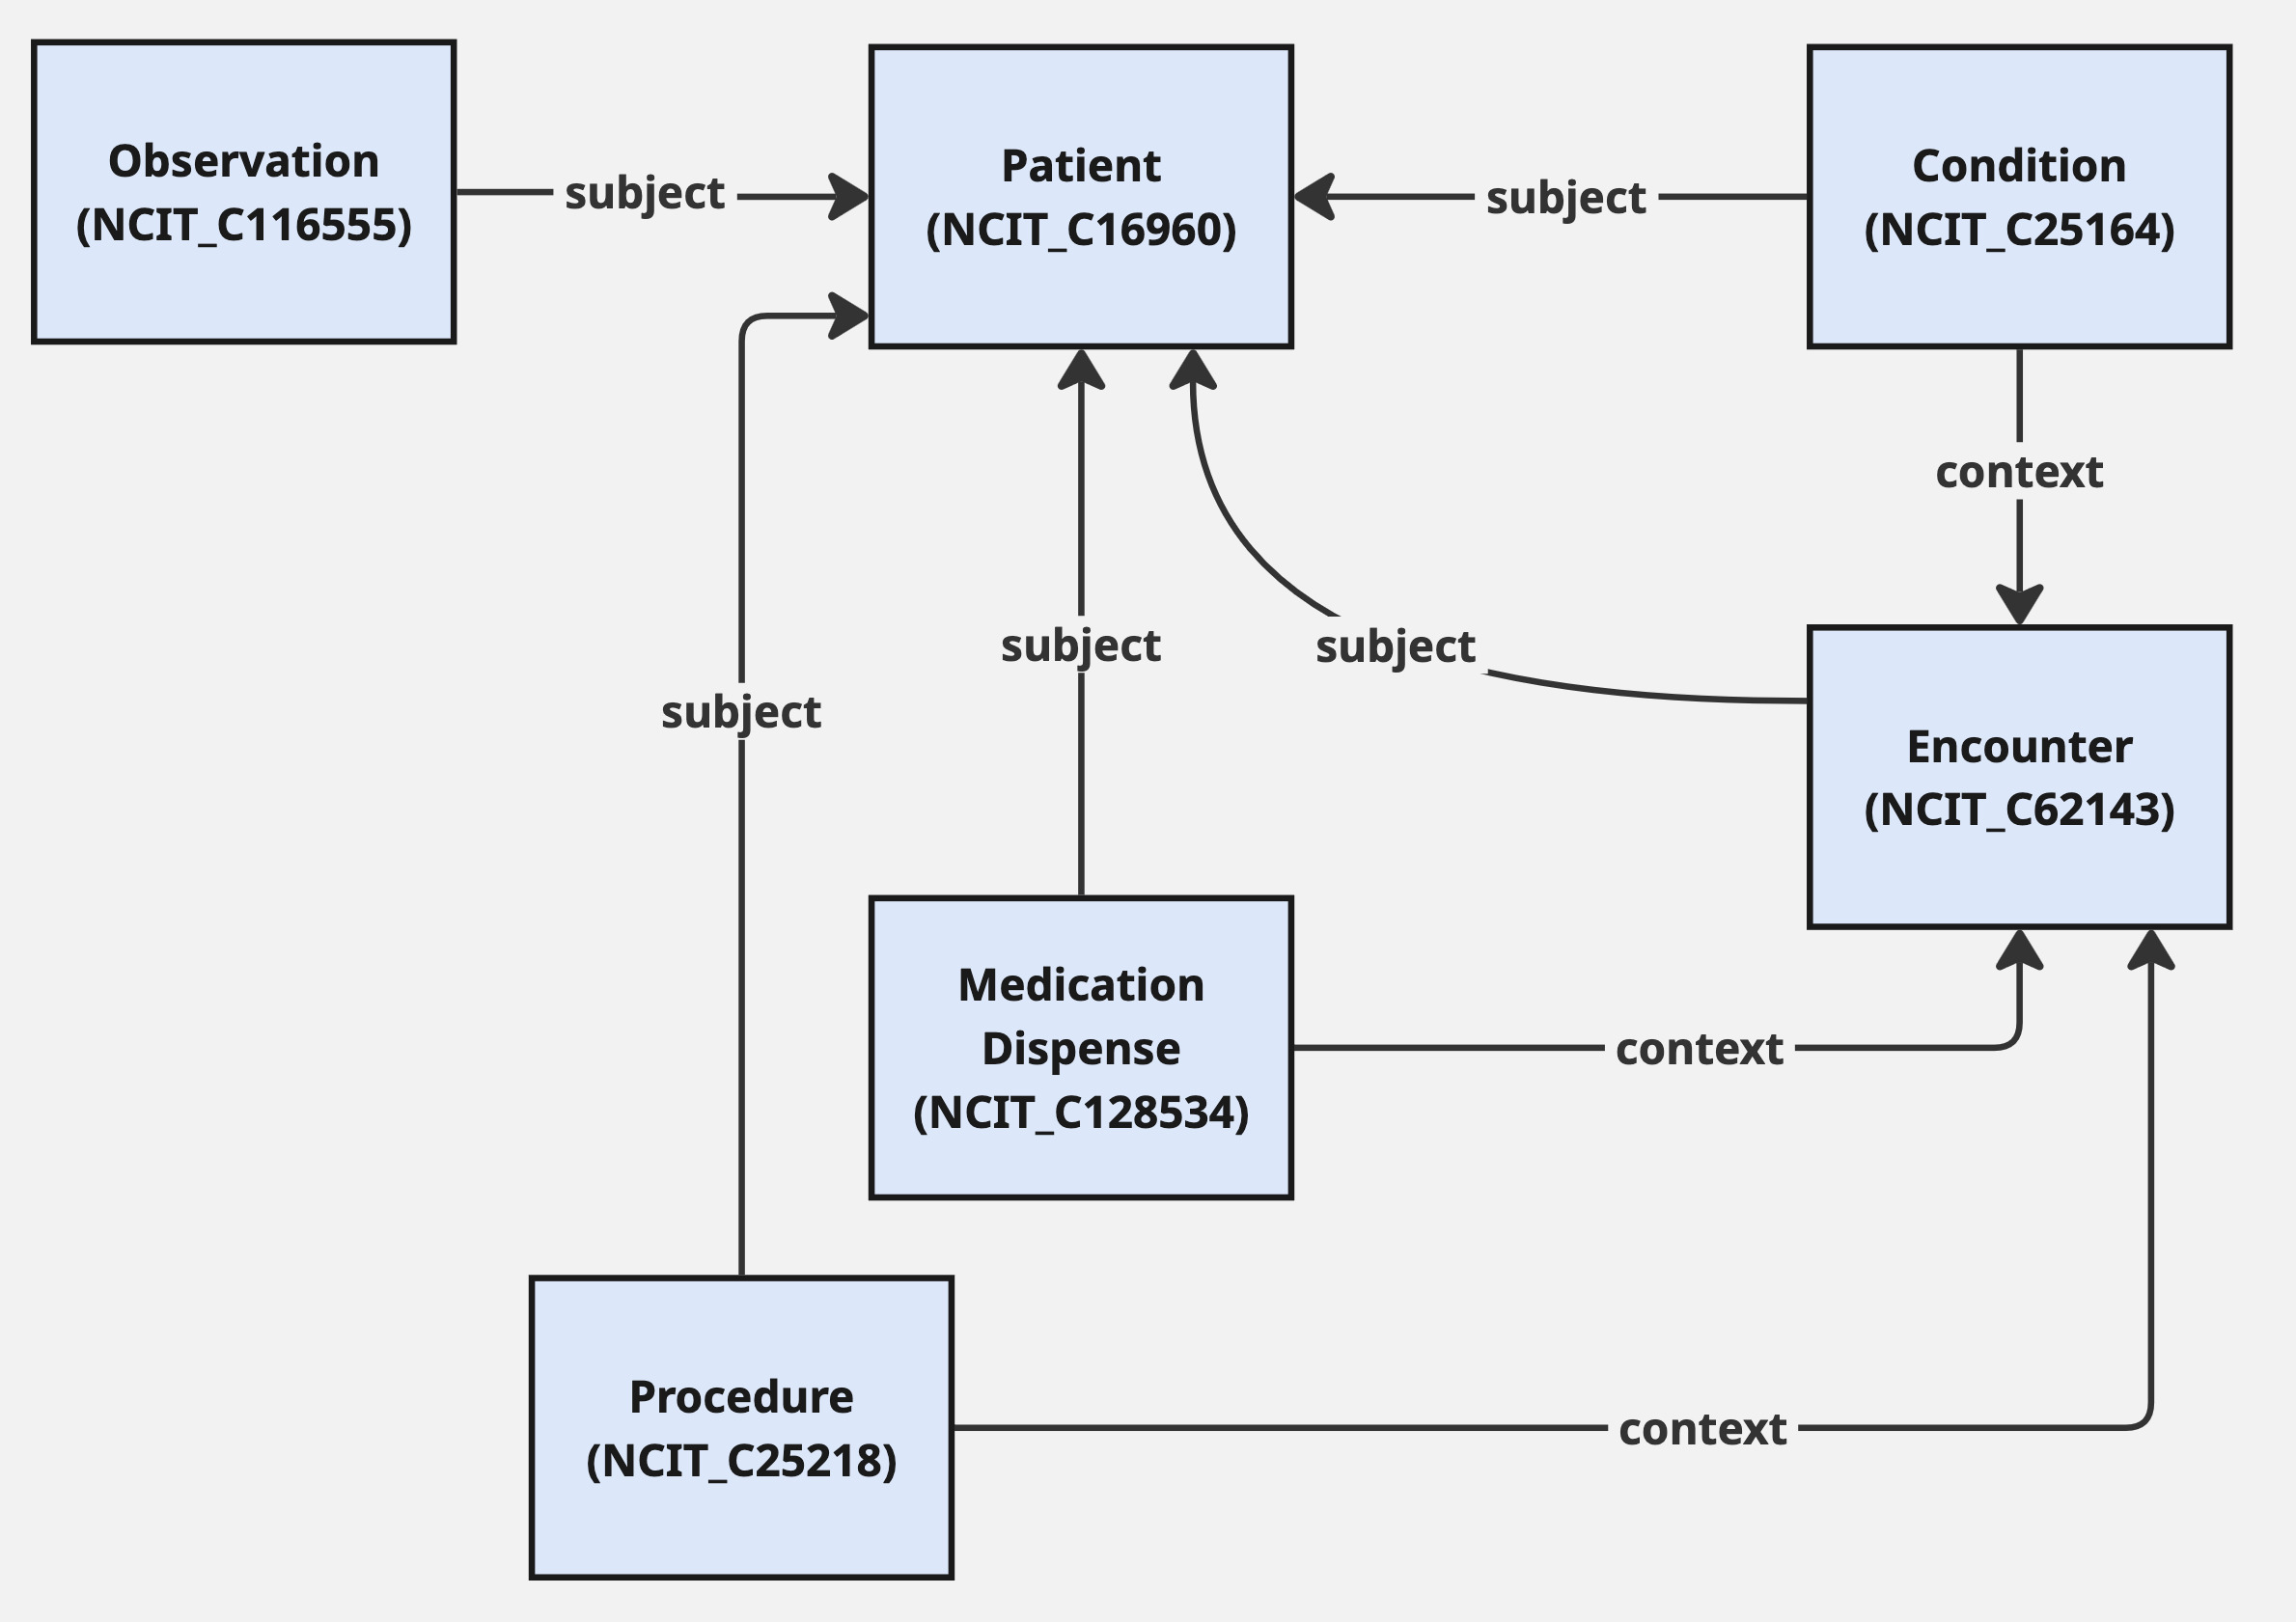 Observation
(NCIT_C116555)
subject
Patient
(NCIT_C16960)
subject
Condition
(NCIT_C25164)
context
subject
subject
subject
Encounter
(NCIT_C62143)
Medication
Dispense
(NCIT_C128534)
context
Procedure
(NCIT_C25218)
context